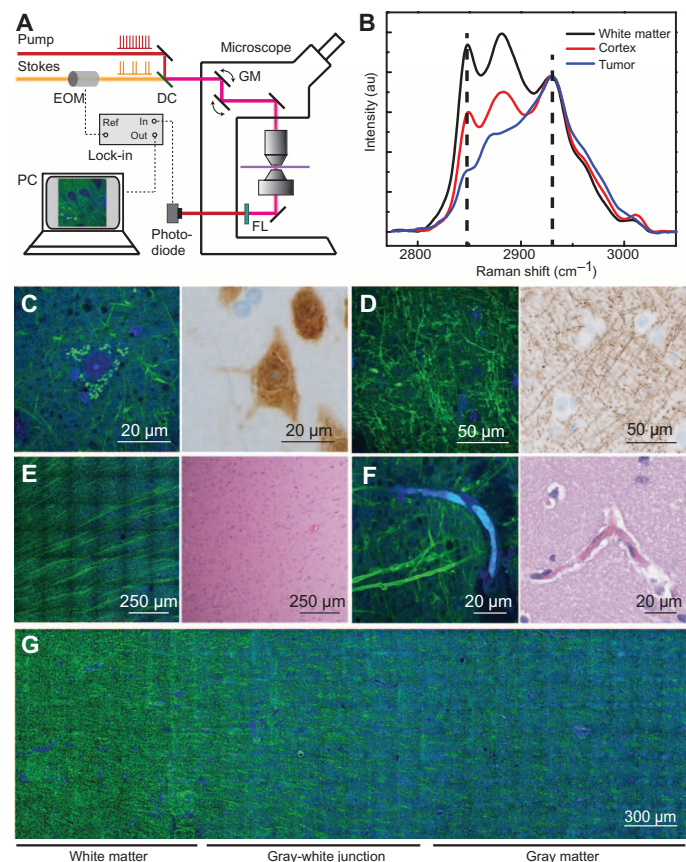 A
Pump
Stokes
EOM
DC
GM
Microscope
Ref
In
Out
Lock-in
PC
Photo-
diode
FL
B
Intensity (au)
White matter
Cortex
Tumor
2800
2900
3000
Raman shift (cm⁻¹)
C
20 µm
20 µm
D
50 µm
50 µm
E
250 µm
250 µm
F
20 µm
20 µm
G
300 µm
White matter
Gray-white junction
Gray matter